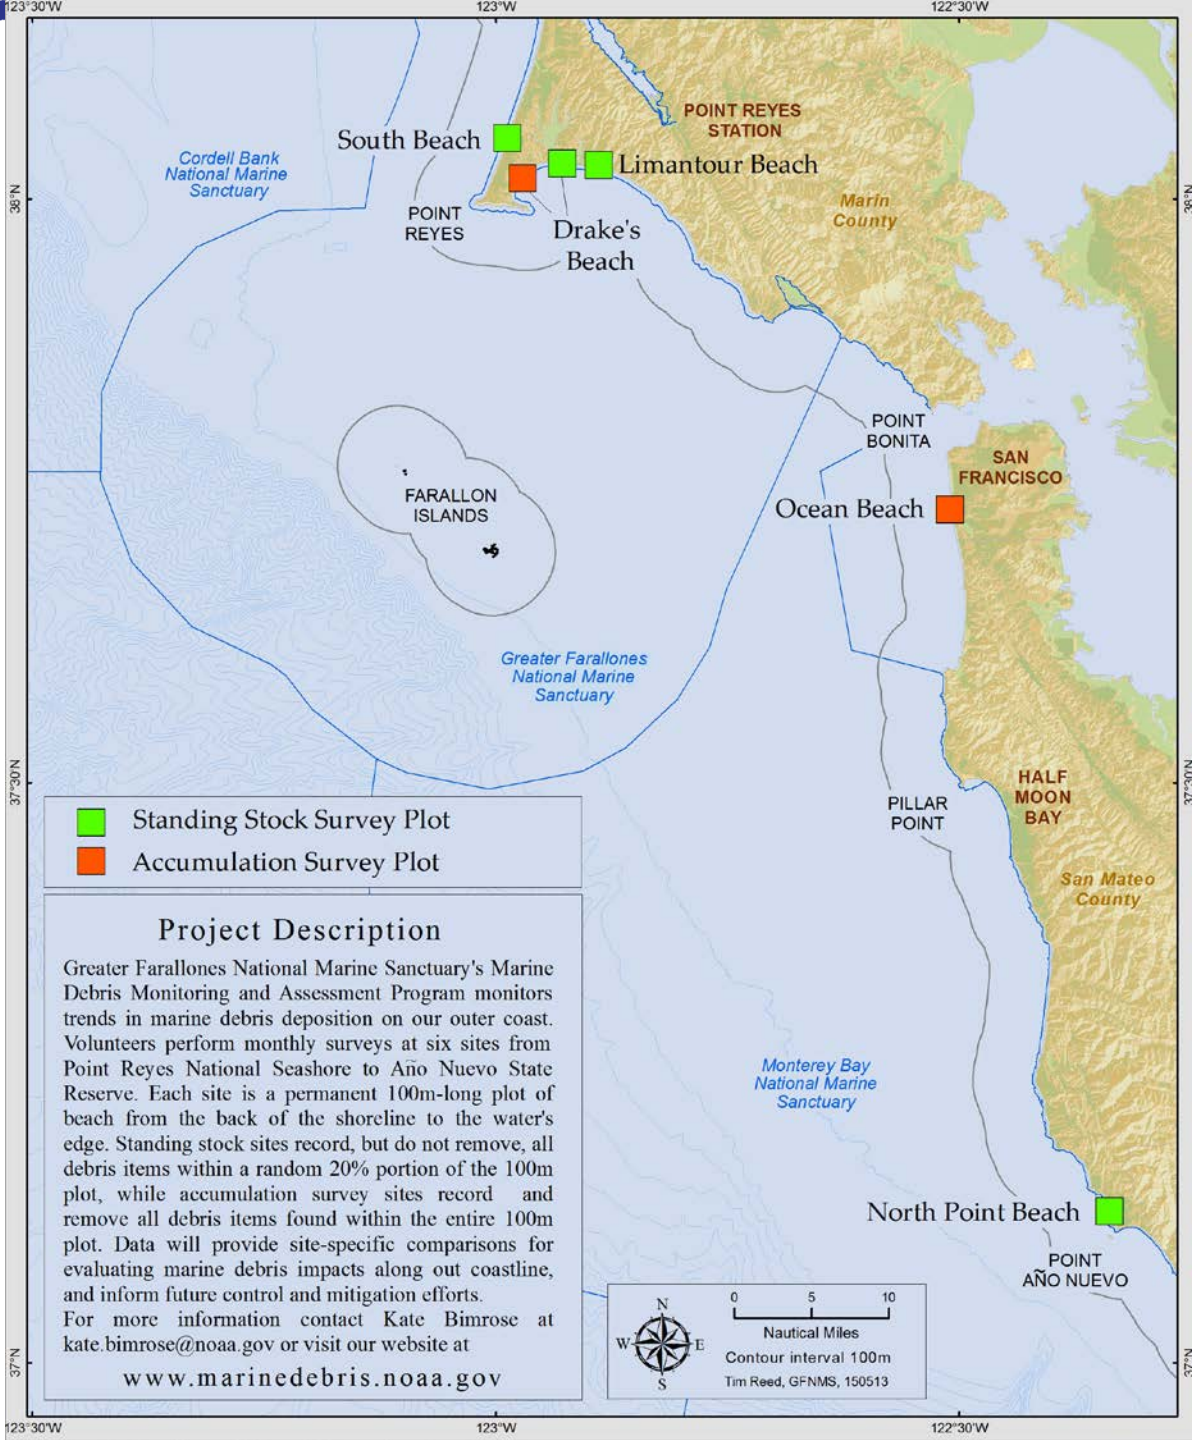 123°30'W
123°W
122°30'W
POINT REYES
STATION
South Beach
Limantour Beach
Cordell Bank
National Marine
Sanctuary
38°N
38°N
Marin
County
POINT
REYES
Drake's
Beach
POINT
BONITA
SAN
FRANCISCO
FARALLON
ISLANDS
Ocean Beach
Greater Farallones
National Marine
Sanctuary
37°30'N
37°30'N
HALF
MOON
BAY
PILLAR
POINT
Standing Stock Survey Plot
Accumulation Survey Plot
San Mateo
County
Project Description
Greater Farallones National Marine Sanctuary's Marine
Debris Monitoring and Assessment Program monitors
trends in marine debris deposition on our outer coast.
Volunteers perform monthly surveys at six sites from
Point Reyes National Seashore to Año Nuevo State
Reserve. Each site is a permanent 100m-long plot of
beach from the back of the shoreline to the water's
edge. Standing stock sites record, but do not remove, all
debris items within a random 20% portion of the 100m
plot, while accumulation survey sites record and
remove all debris items found within the entire 100m
plot. Data will provide site-specific comparisons for
evaluating marine debris impacts along out coastline,
and inform future control and mitigation efforts.
For more information contact Kate Bimrose at
kate.bimrose@noaa.gov or visit our website at
www.marinedebris.noaa.gov
Monterey Bay
National Marine
Sanctuary
North Point Beach
POINT
AÑO NUEVO
N
W
E
S
0 5 10
Nautical Miles
Contour interval 100m
Tim Reed, GFNMS, 150513
37°N
37°N
123°30'W
123°W
122°30'W